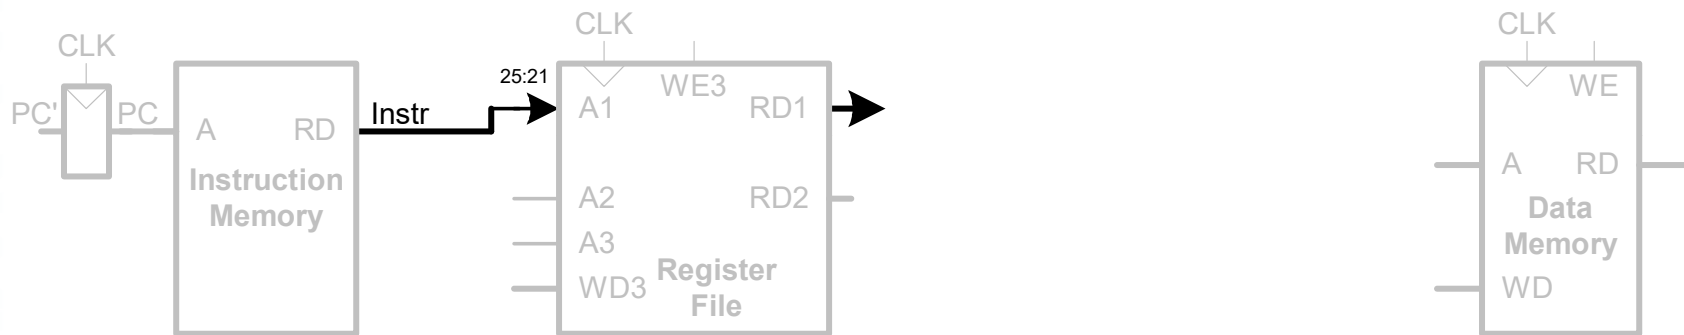 CLK
PC'
PC
A
RD
Instruction
Memory
Instr
25:21
CLK
WE3
A1
RD1
A2
RD2
A3
WD3
Register
File
CLK
WE
A
RD
Data
Memory
WD